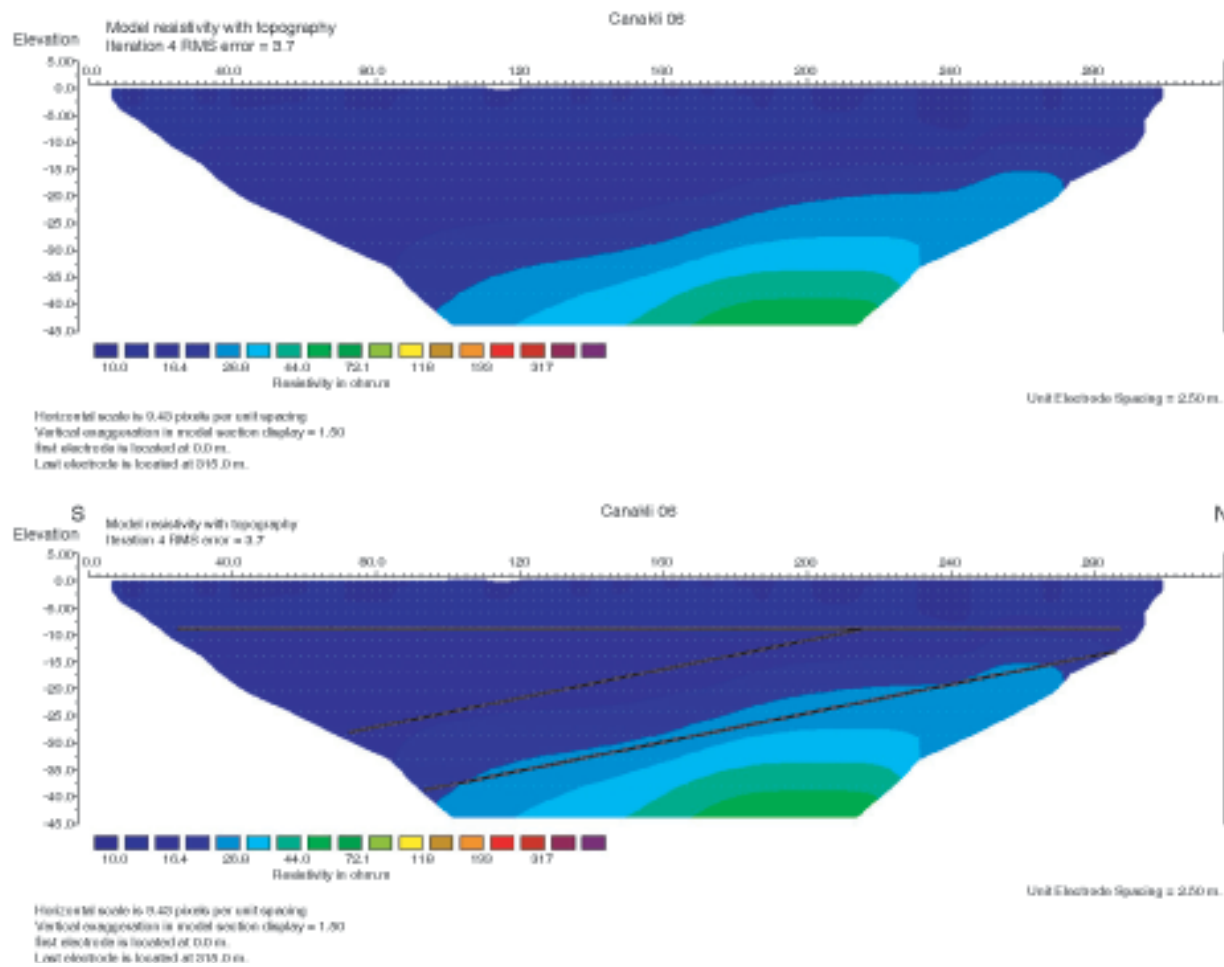 Canakli 06
Model resistivity with topography
Iteration 4 RMS error = 3.7
Elevation
5.00 0.0 40.0 80.0 120 160 200 240 280
0.0
-5.00
-10.0
-15.0
-20.0
-25.0
-30.0
-35.0
-40.0
-45.0
10.0 16.4 26.8 44.0 72.1 118 193 317
Resistivity in ohm.m
Unit Electrode Spacing = 2.50 m.
Horizontal scale is 9.43 pixels per unit spacing
Vertical exaggeration in model section display = 1.50
first electrode is located at 0.0 m.
Last electrode is located at 315.0 m.
S Canakli 06 N
Model resistivity with topography
Iteration 4 RMS error = 3.7
Elevation
5.00 0.0 40.0 80.0 120 160 200 240 280
0.0
-5.00
-10.0
-15.0
-20.0
-25.0
-30.0
-35.0
-40.0
-45.0
10.0 16.4 26.8 44.0 72.1 118 193 317
Resistivity in ohm.m
Unit Electrode Spacing = 2.50 m.
Horizontal scale is 9.43 pixels per unit spacing
Vertical exaggeration in model section display = 1.50
first electrode is located at 0.0 m.
Last electrode is located at 315.0 m.